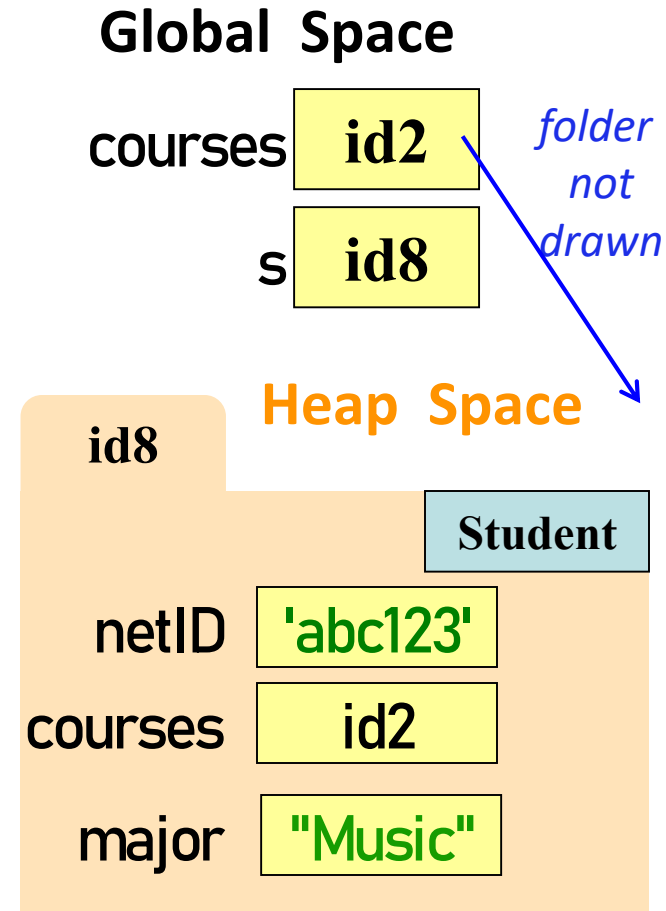 Global Space
courses id2
folder
not
drawn
s id8
Heap Space
id8
Student
netID 'abc123'
courses id2
major "Music"